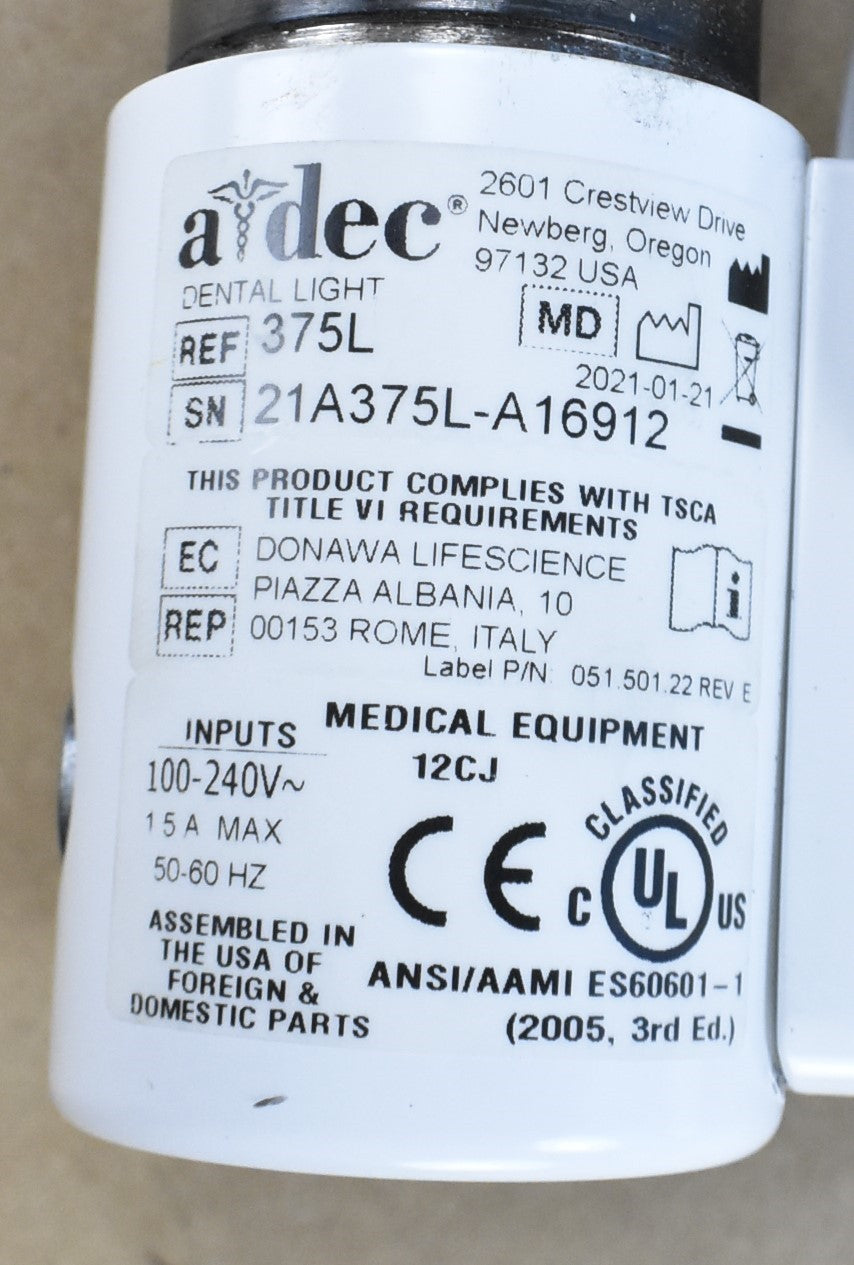 a dec®
2601 Crestview Drive
Newberg, Oregon
97132 USA
DENTAL LIGHT
REF 375L
MD
2021-01-21
SN 21A375L-A16912
THIS PRODUCT COMPLIES WITH TSCA
TITLE VI REQUIREMENTS
EC REP
DONAWA LIFESCIENCE
PIAZZA ALBANIA, 10
00153 ROME, ITALY
i
Label P/N: 051.501.22 REV E
INPUTS
100-240V~
1 5 A MAX
50-60 HZ
ASSEMBLED IN
THE USA OF
FOREIGN &
DOMESTIC PARTS
MEDICAL EQUIPMENT
12CJ
CE
CLASSIFIED
C UL US
ANSI/AAMI ES60601-1
(2005, 3rd Ed.)